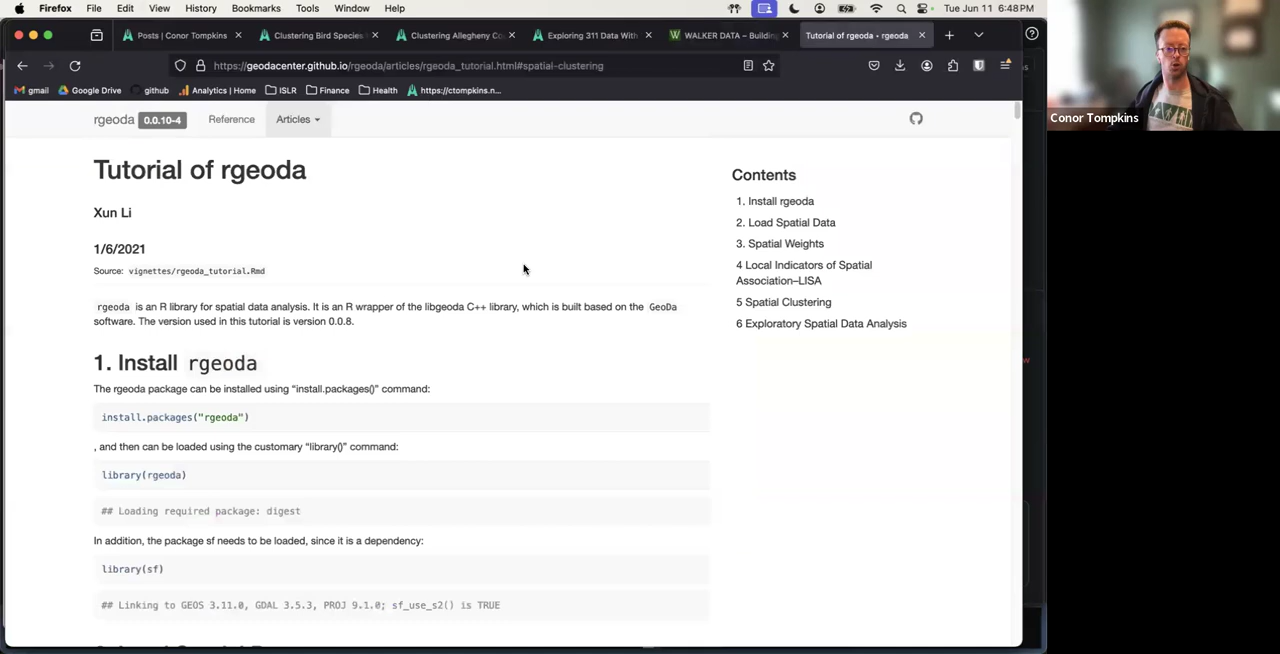 Firefox File Edit View History Bookmarks Tools Window Help Tue Jun 11 6:48 PM
Posts | Conor Tompkins Clustering Bird Species Clustering Allegheny Co Exploring 311 Data With WALKER DATA – Building Tutorial of rgeoda • rgeoda
https://geodacenter.github.io/rgeoda/articles/rgeoda_tutorial.html#spatial-clustering
gmail Google Drive github Analytics | Home ISLR Finance Health https://ctompkins.n...
Conor Tompkins
rgeoda 0.0.10-4 Reference Articles
Tutorial of rgeoda
Xun Li
1/6/2021
Source: vignettes/rgeoda_tutorial.Rmd
rgeoda is an R library for spatial data analysis. It is an R wrapper of the libgeoda C++ library, which is built based on the GeoDa
software. The version used in this tutorial is version 0.0.8.
1. Install rgeoda
The rgeoda package can be installed using “install.packages()” command:
install.packages("rgeoda")
, and then can be loaded using the customary “library()” command:
library(rgeoda)
## Loading required package: digest
In addition, the package sf needs to be loaded, since it is a dependency:
library(sf)
## Linking to GEOS 3.11.0, GDAL 3.5.3, PROJ 9.1.0; sf_use_s2() is TRUE
Contents
1. Install rgeoda
2. Load Spatial Data
3. Spatial Weights
4 Local Indicators of Spatial
Association–LISA
5 Spatial Clustering
6 Exploratory Spatial Data Analysis